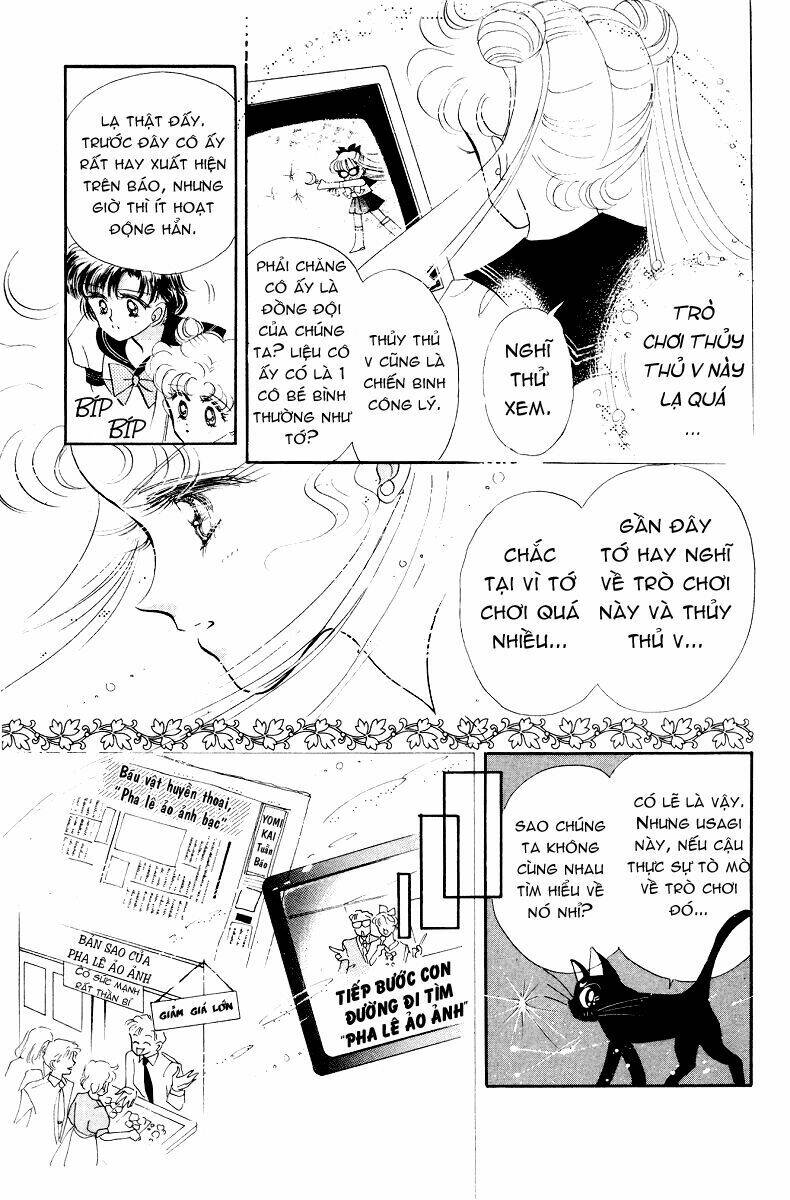 TRÒ
CHƠI THỦY
THỦ V NÀY
LẠ QUÁ
...
NGHĨ
THỬ
XEM.
THỦY THỦ
V CŨNG LÀ
CHIẾN BINH
CÔNG LÝ.
PHẢI CHĂNG
CÔ ẤY LÀ
ĐỒNG ĐỘI
CỦA CHÚNG
TA? LIỆU CÔ
ẤY CÓ LÀ 1
CÔ BÉ BÌNH
THƯỜNG NHƯ
TỚ?
LẠ THẬT ĐẤY.
TRƯỚC ĐÂY CÔ ẤY
RẤT HAY XUẤT HIỆN
TRÊN BÁO, NHƯNG
GIỜ THÌ ÍT HOẠT
ĐỘNG HẲN.
BÍP
BÍP
GẦN ĐÂY
TỚ HAY NGHĨ
VỀ TRÒ CHƠI
NÀY VÀ THỦY
THỦ V...
CHẮC
TẠI VÌ TỚ
CHƠI QUÁ
NHIỀU...
CÓ LẼ LÀ VẬY.
NHƯNG USAGI
NÀY, NẾU CẬU
THỰC SỰ TÒ MÒ
VỀ TRÒ CHƠI
ĐÓ...
SAO CHÚNG
TA KHÔNG
CÙNG NHAU
TÌM HIỂU VỀ
NÓ NHỈ?
Báu vật huyền thoại,
"Pha lê ảo ảnh bạc"
YOMI
KAI
Tuần
Báo
TIẾP BƯỚC CON
ĐƯỜNG ĐI TÌM
"PHA LÊ ẢO ẢNH"
BẢN SAO CỦA
PHA LÊ ẢO ẢNH
CÓ SỨC MẠNH
RẤT THẦN BÍ
GIẢM GIÁ LỚN